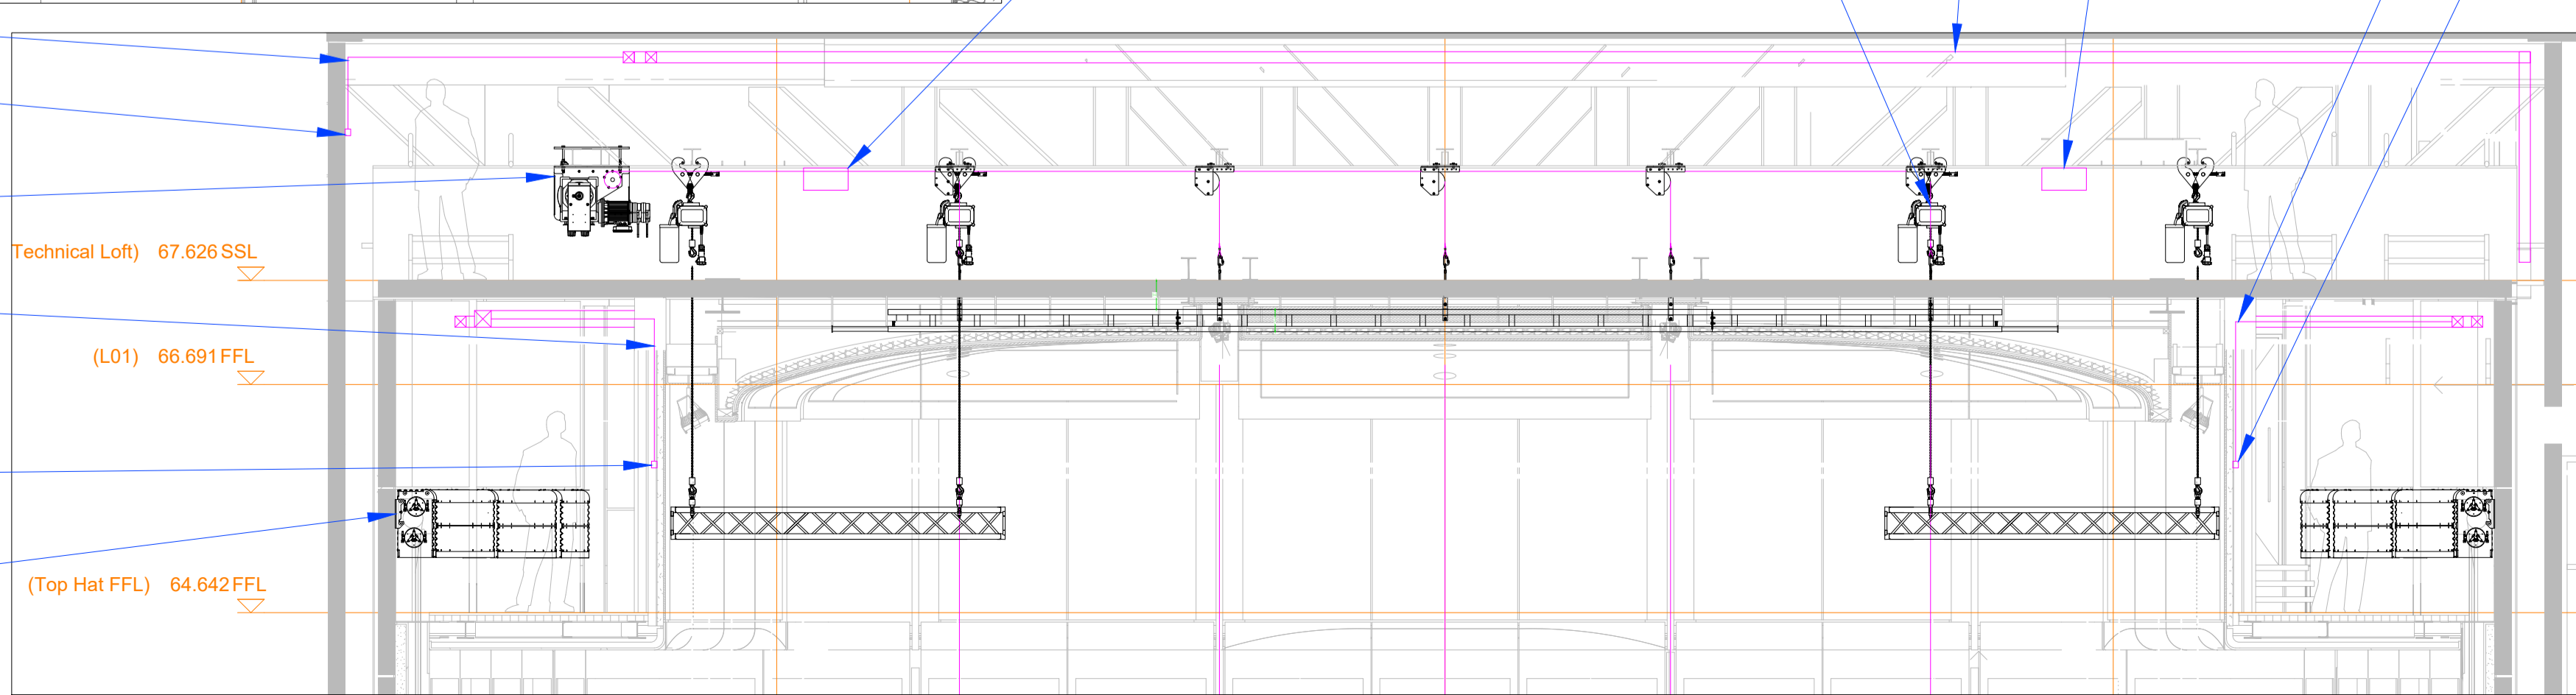 Technical Loft) 67.626 SSL
(L01) 66.691 FFL
(Top Hat FFL) 64.642 FFL